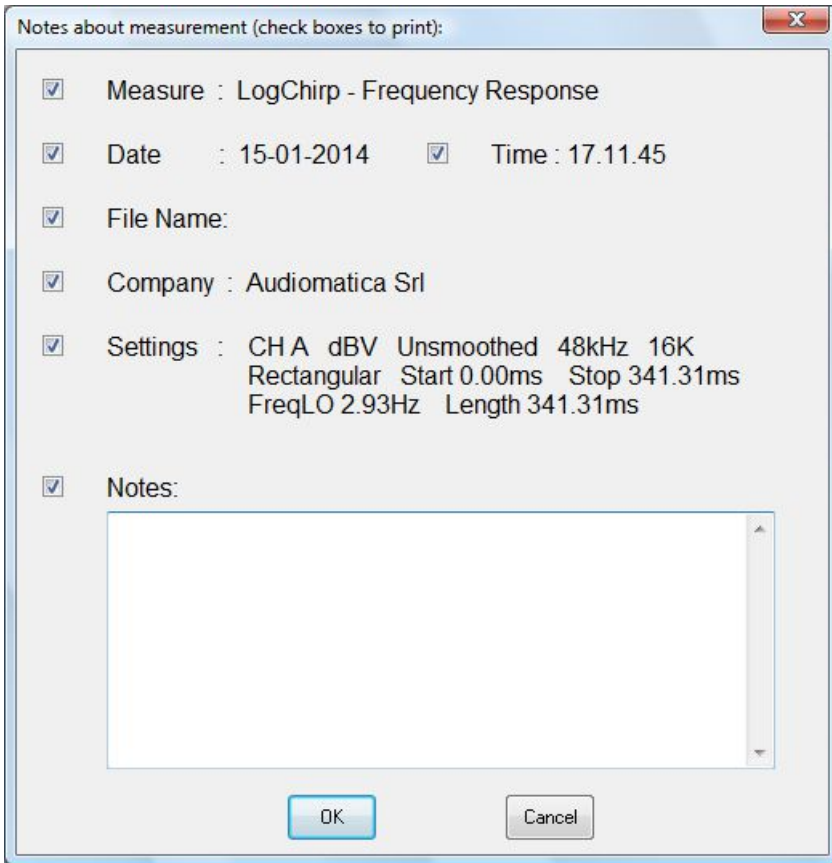 Notes about measurement (check boxes to print):
Measure : LogChirp - Frequency Response
Date : 15-01-2014 Time : 17.11.45
File Name:
Company : Audiomatica Srl
Settings : CH A dBV Unsmoothed 48kHz 16K
Rectangular Start 0.00ms Stop 341.31ms
FreqLO 2.93Hz Length 341.31ms
Notes:
OK Cancel